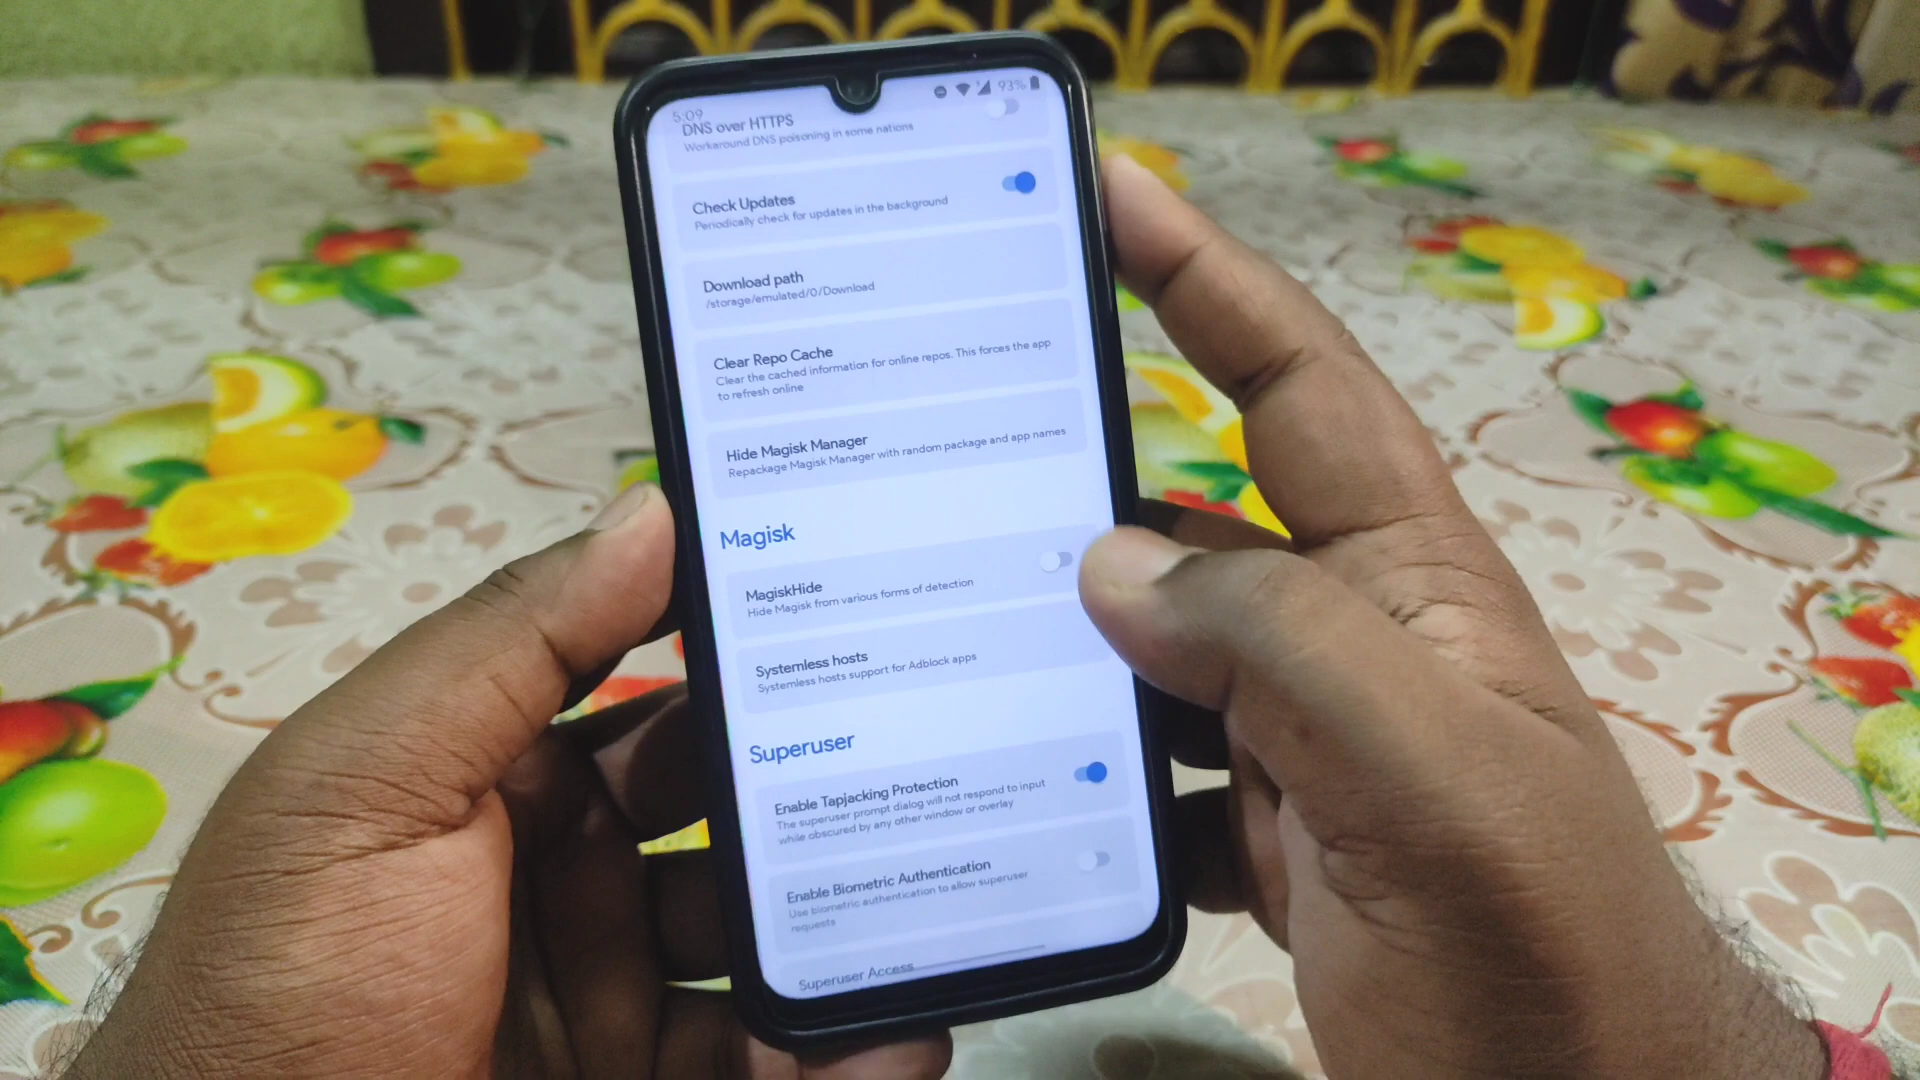 5:09
93%
DNS over HTTPS
Workaround DNS poisoning in some nations
Check Updates
Periodically check for updates in the background
Download path
/storage/emulated/0/Download
Clear Repo Cache
Clear the cached information for online repos. This forces the app
to refresh online
Hide Magisk Manager
Repackage Magisk Manager with random package and app names
Magisk
MagiskHide
Hide Magisk from various forms of detection
Systemless hosts
Systemless hosts support for Adblock apps
Superuser
Enable Tapjacking Protection
The superuser prompt dialog will not respond to input
while obscured by any other window or overlay
Enable Biometric Authentication
Use biometric authentication to allow superuser
requests
Superuser Access